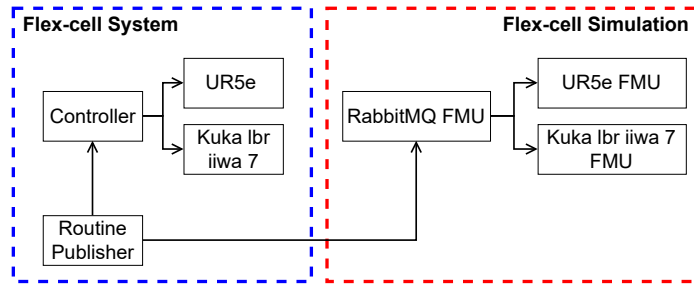 Flex-cell System
Flex-cell Simulation
UR5e
Controller
Kuka lbr
iiwa 7
Routine
Publisher
UR5e FMU
RabbitMQ FMU
Kuka lbr iiwa 7
FMU